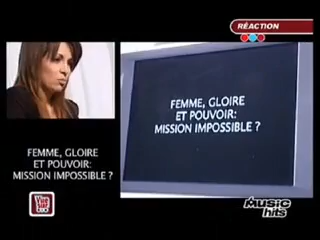 RÉACTION
FEMME, GLOIRE
ET POUVOIR:
MISSION IMPOSSIBLE ?
FEMME, GLOIRE
ET POUVOIR:
MISSION IMPOSSIBLE ?
MUSIC
hits